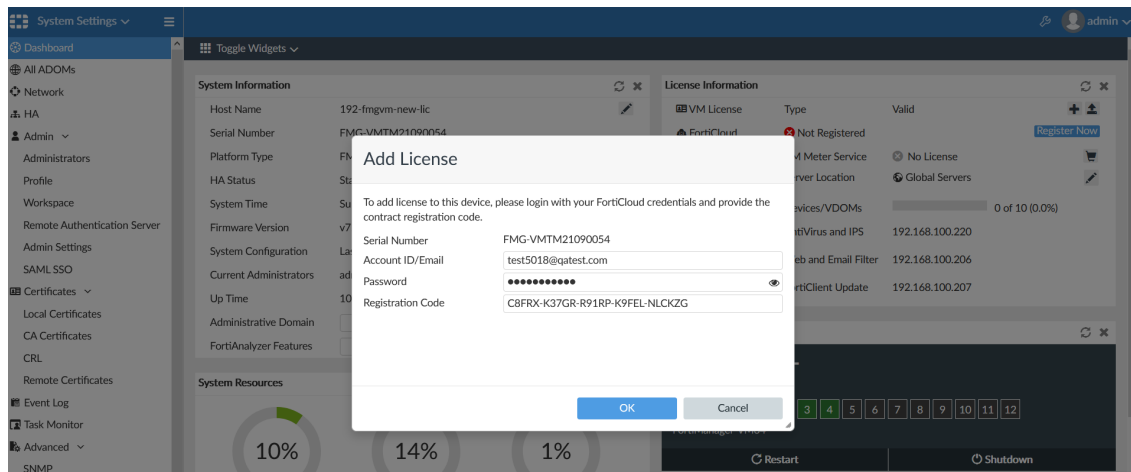 System Settings
admin
Dashboard
All ADOMs
Network
HA
Admin
Administrators
Profile
Workspace
Remote Authentication Server
Admin Settings
SAML SSO
Certificates
Local Certificates
CA Certificates
CRL
Remote Certificates
Event Log
Task Monitor
Advanced
SNMP
Toggle Widgets
System Information
Host Name 192-fmgvm-new-lic
Serial Number FMG-VMTM21090054
Platform Type
HA Status
System Time
Firmware Version
System Configuration
Current Administrators
Up Time
Administrative Domain
FortiAnalyzer Features
System Resources
10%
14%
1%
License Information
VM License Type Valid
FortiCloud Not Registered Register Now
Meter Service No License
Location Global Servers
0 of 10 (0.0%)
and IPS 192.168.100.220
and Email Filter 192.168.100.206
Update 192.168.100.207
3 4 5 6 7 8 9 10 11 12
Restart
Shutdown
Add License
To add license to this device, please login with your FortiCloud credentials and provide the
contract registration code.
Serial Number FMG-VMTM21090054
Account ID/Email test5018@qatest.com
Password •••••••••••
Registration Code C8FRX-K37GR-R91RP-K9FEL-NLCKZG
OK
Cancel